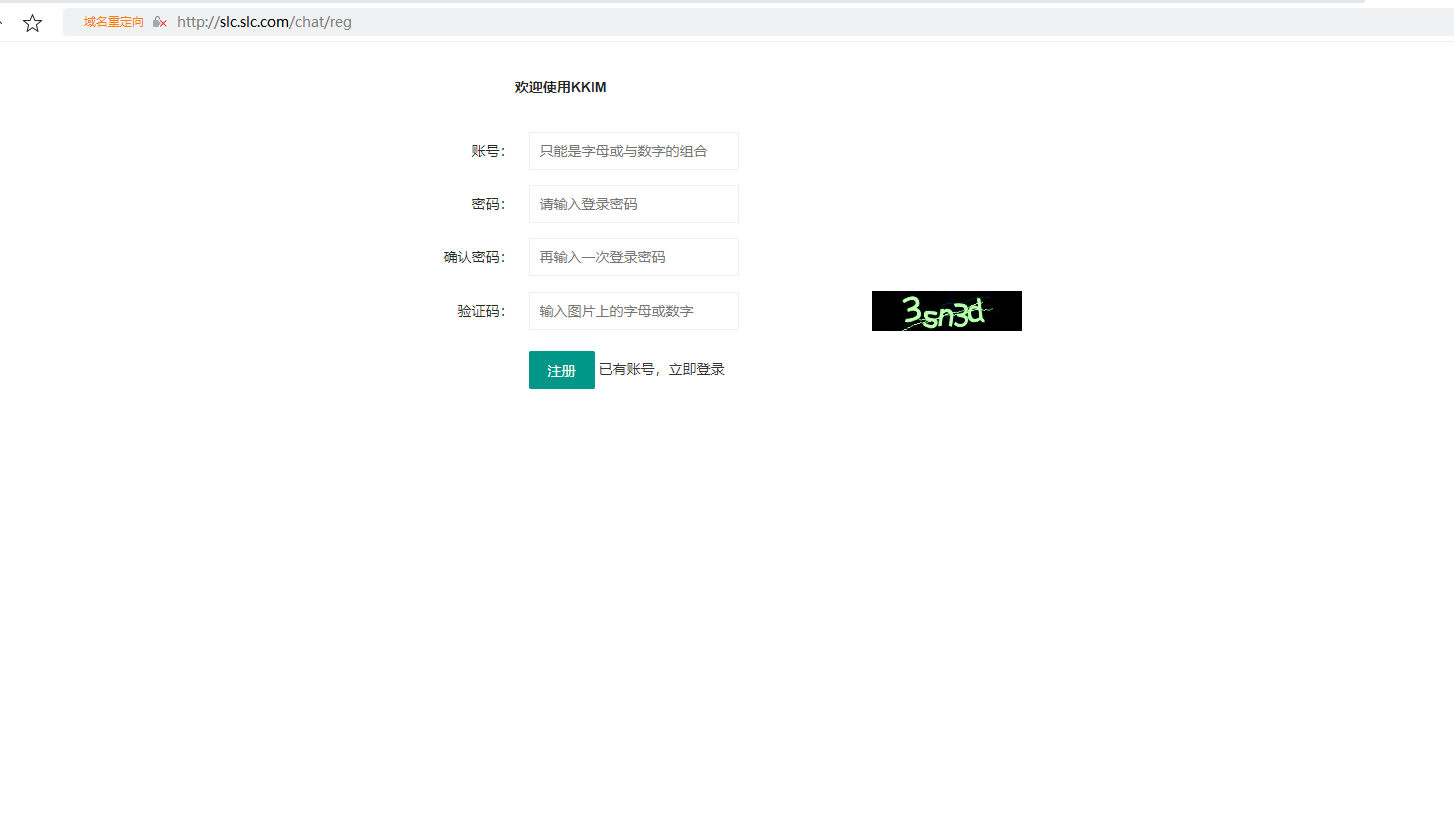 域名重定向 http://slc.slc.com/chat/reg
欢迎使用KKIM
账号： 只能是字母或与数字的组合
密码： 请输入登录密码
确认密码： 再输入一次登录密码
验证码： 输入图片上的字母或数字 3sn3d
注册 已有账号，立即登录